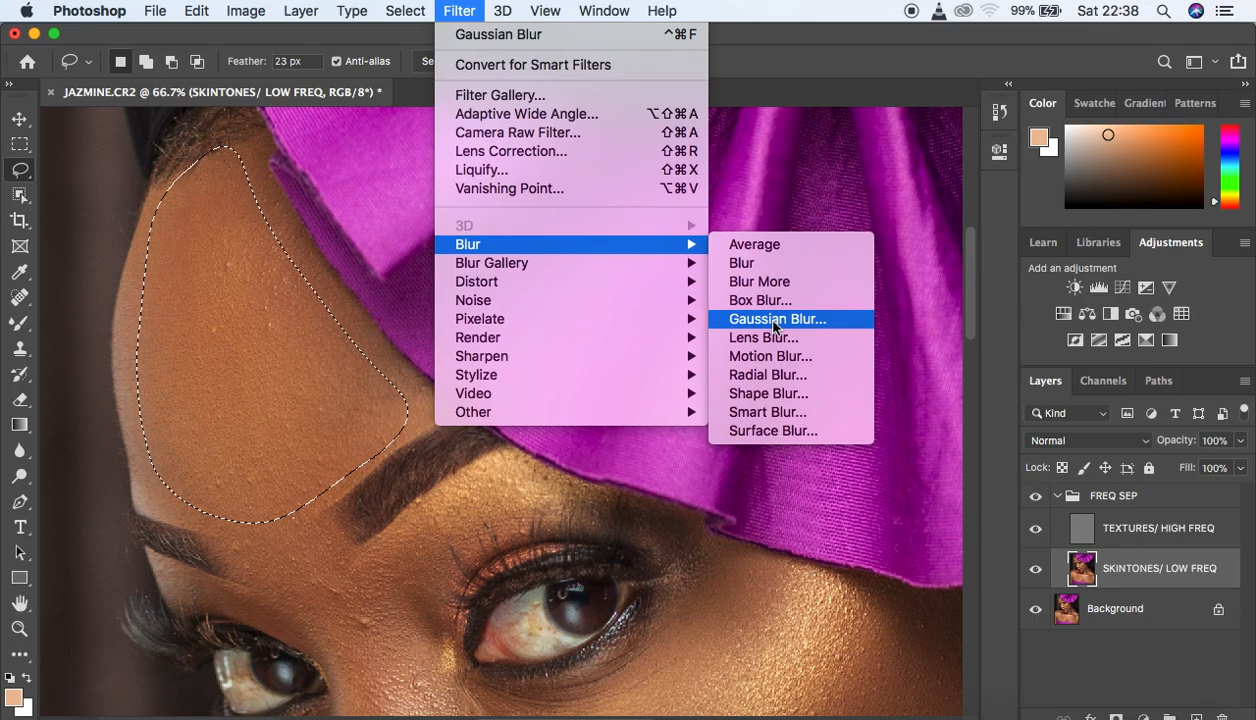 Photoshop File Edit Image Layer Type Select Filter 3D View Window Help 99% Sat 22:38
Feather: 23 px Anti-alias Se
JAZMINE.CR2 @ 66.7% (SKINTONES/ LOW FREQ, RGB/8*) *
Gaussian Blur ^⌘F
Convert for Smart Filters
Filter Gallery...
Adaptive Wide Angle... ⌥⇧⌘A
Camera Raw Filter... ⇧⌘A
Lens Correction... ⇧⌘R
Liquify... ⇧⌘X
Vanishing Point... ⌥⌘V
3D
Blur
Blur Gallery
Distort
Noise
Pixelate
Render
Sharpen
Stylize
Video
Other
Average
Blur
Blur More
Box Blur...
Gaussian Blur...
Lens Blur...
Motion Blur...
Radial Blur...
Shape Blur...
Smart Blur...
Surface Blur...
Color Swatche Gradient Patterns
Learn Libraries Adjustments
Add an adjustment
Layers Channels Paths
Kind
Normal Opacity: 100%
Lock: Fill: 100%
FREQ SEP
TEXTURES/ HIGH FREQ
SKINTONES/ LOW FREQ
Background